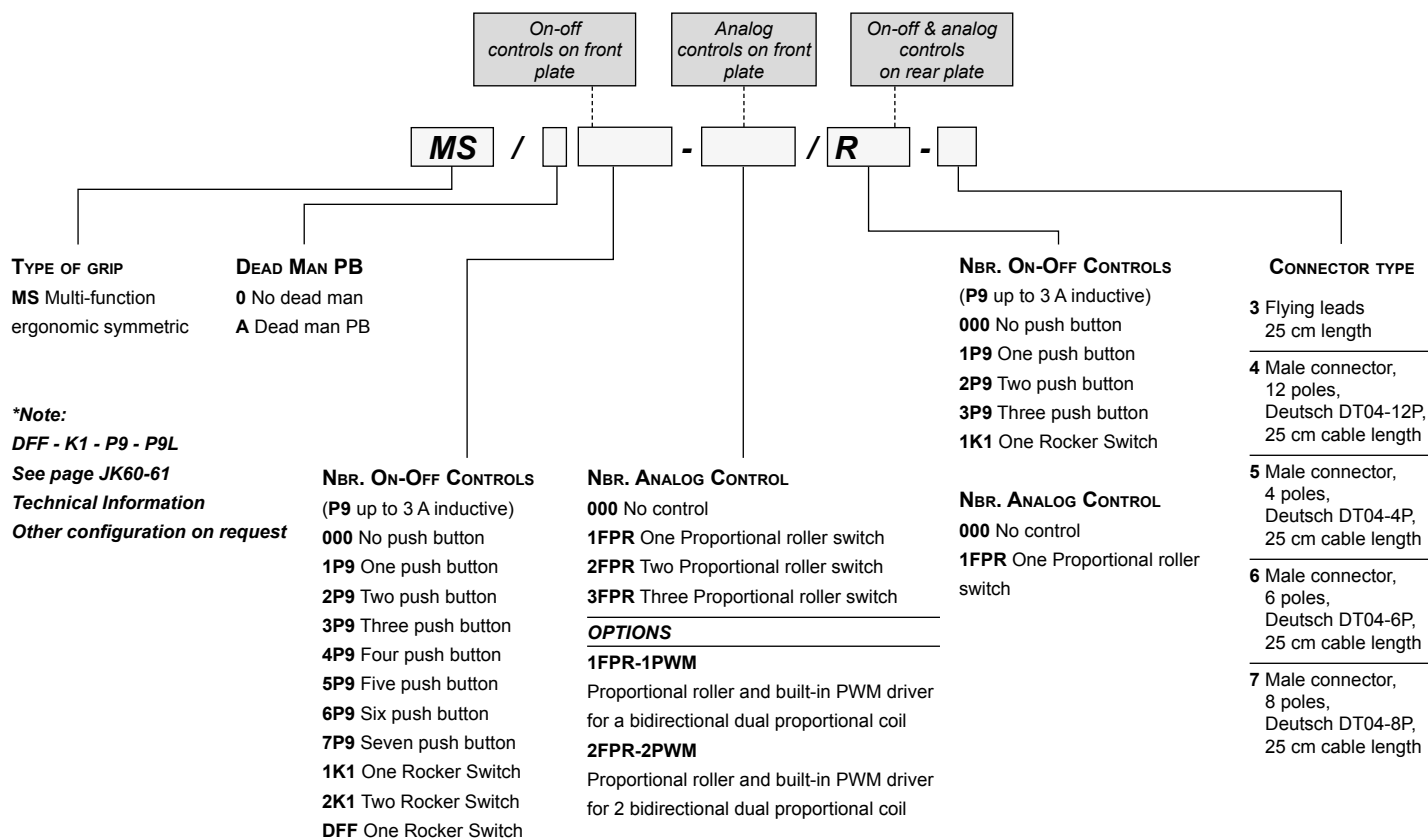 On-off
controls on front
plate
Analog
controls on front
plate
On-off & analog
controls
on rear plate
MS / - / R -
TYPE OF GRIP
MS Multi-function
ergonomic symmetric
DEAD MAN PB
0 No dead man
A Dead man PB
*Note:
DFF - K1 - P9 - P9L
See page JK60-61
Technical Information
Other configuration on request
NBR. ON-OFF CONTROLS
(P9 up to 3 A inductive)
000 No push button
1P9 One push button
2P9 Two push button
3P9 Three push button
4P9 Four push button
5P9 Five push button
6P9 Six push button
7P9 Seven push button
1K1 One Rocker Switch
2K1 Two Rocker Switch
DFF One Rocker Switch
NBR. ANALOG CONTROL
000 No control
1FPR One Proportional roller switch
2FPR Two Proportional roller switch
3FPR Three Proportional roller switch
OPTIONS
1FPR-1PWM
Proportional roller and built-in PWM driver
for a bidirectional dual proportional coil
2FPR-2PWM
Proportional roller and built-in PWM driver
for 2 bidirectional dual proportional coil
NBR. ON-OFF CONTROLS
(P9 up to 3 A inductive)
000 No push button
1P9 One push button
2P9 Two push button
3P9 Three push button
1K1 One Rocker Switch
NBR. ANALOG CONTROL
000 No control
1FPR One Proportional roller
switch
CONNECTOR TYPE
3 Flying leads
25 cm length
4 Male connector,
12 poles,
Deutsch DT04-12P,
25 cm cable length
5 Male connector,
4 poles,
Deutsch DT04-4P,
25 cm cable length
6 Male connector,
6 poles,
Deutsch DT04-6P,
25 cm cable length
7 Male connector,
8 poles,
Deutsch DT04-8P,
25 cm cable length